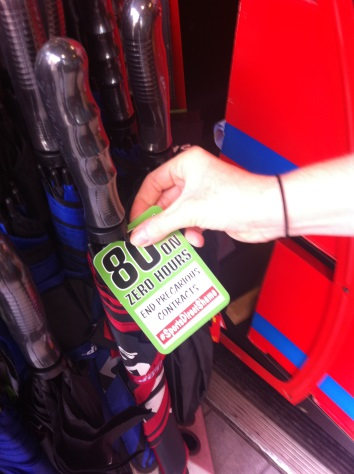 80
ON
ZERO HOURS
END PRECARIOUS
CONTRACTS
#SportsDirectShame